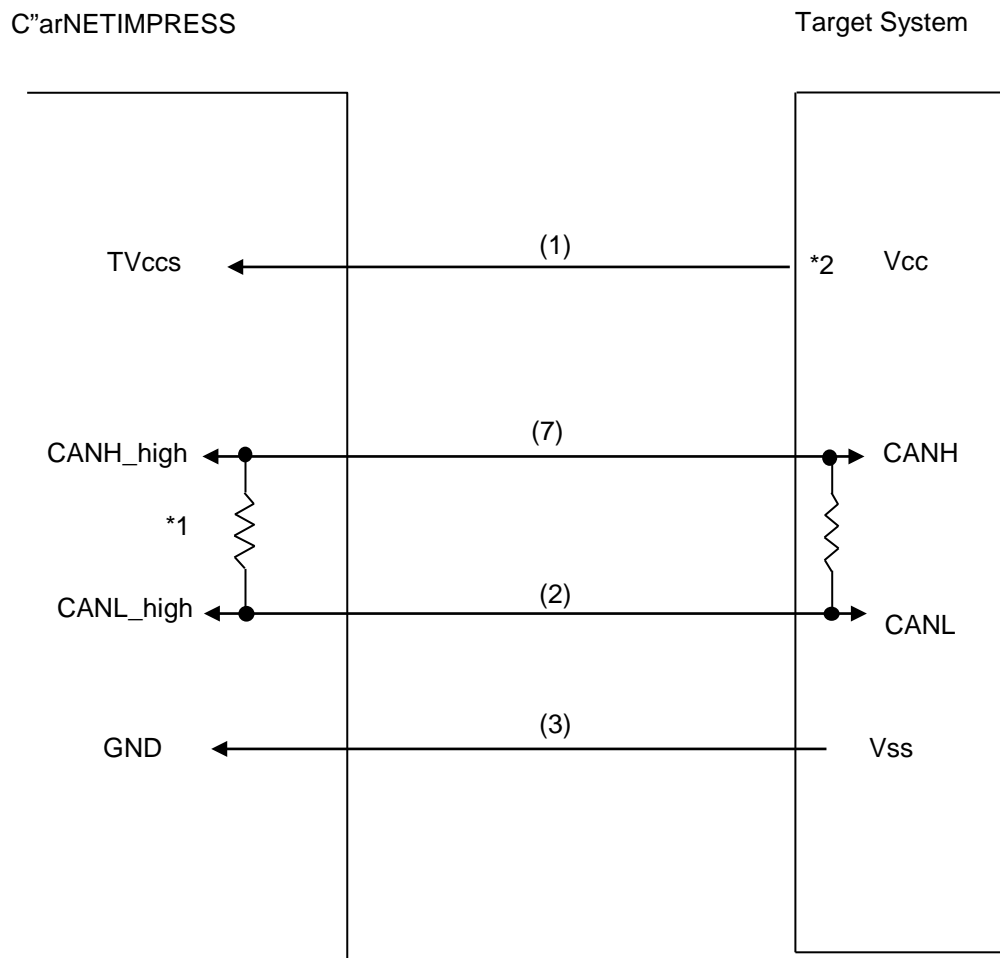 C”arNETIMPRESS
Target System
(1)
TVccs
*2
Vcc
(7)
CANH_high
CANH
*1
(2)
CANL_high
CANL
(3)
GND
Vss